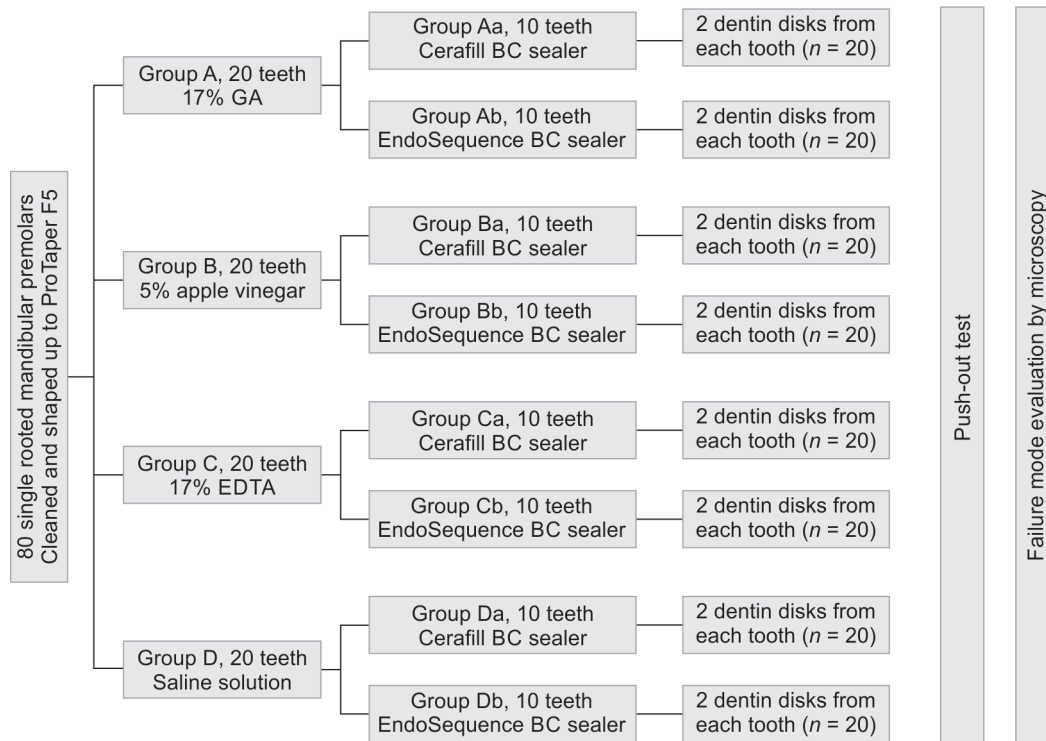 80 single rooted mandibular premolars
Cleaned and shaped up to ProTaper F5
Group A, 20 teeth
17% GA
Group Aa, 10 teeth
Cerafill BC sealer
2 dentin disks from
each tooth (n = 20)
Group Ab, 10 teeth
EndoSequence BC sealer
2 dentin disks from
each tooth (n = 20)
Group B, 20 teeth
5% apple vinegar
Group Ba, 10 teeth
Cerafill BC sealer
2 dentin disks from
each tooth (n = 20)
Group Bb, 10 teeth
EndoSequence BC sealer
2 dentin disks from
each tooth (n = 20)
Group C, 20 teeth
17% EDTA
Group Ca, 10 teeth
Cerafill BC sealer
2 dentin disks from
each tooth (n = 20)
Group Cb, 10 teeth
EndoSequence BC sealer
2 dentin disks from
each tooth (n = 20)
Group D, 20 teeth
Saline solution
Group Da, 10 teeth
Cerafill BC sealer
2 dentin disks from
each tooth (n = 20)
Group Db, 10 teeth
EndoSequence BC sealer
2 dentin disks from
each tooth (n = 20)
Push-out test
Failure mode evaluation by microscopy